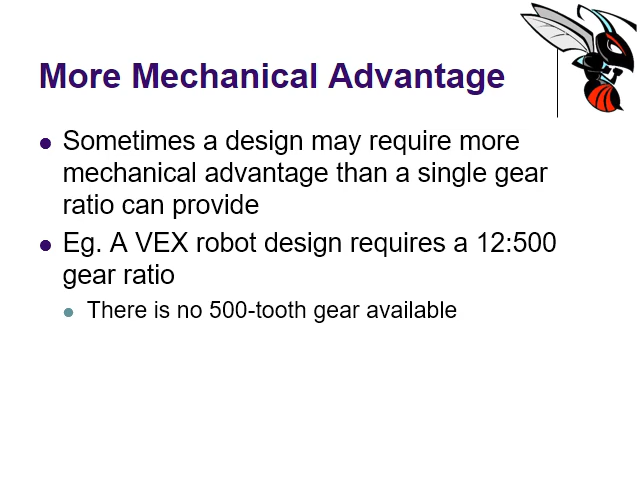 More Mechanical Advantage
Sometimes a design may require more
mechanical advantage than a single gear
ratio can provide
Eg. A VEX robot design requires a 12:500
gear ratio
There is no 500-tooth gear available